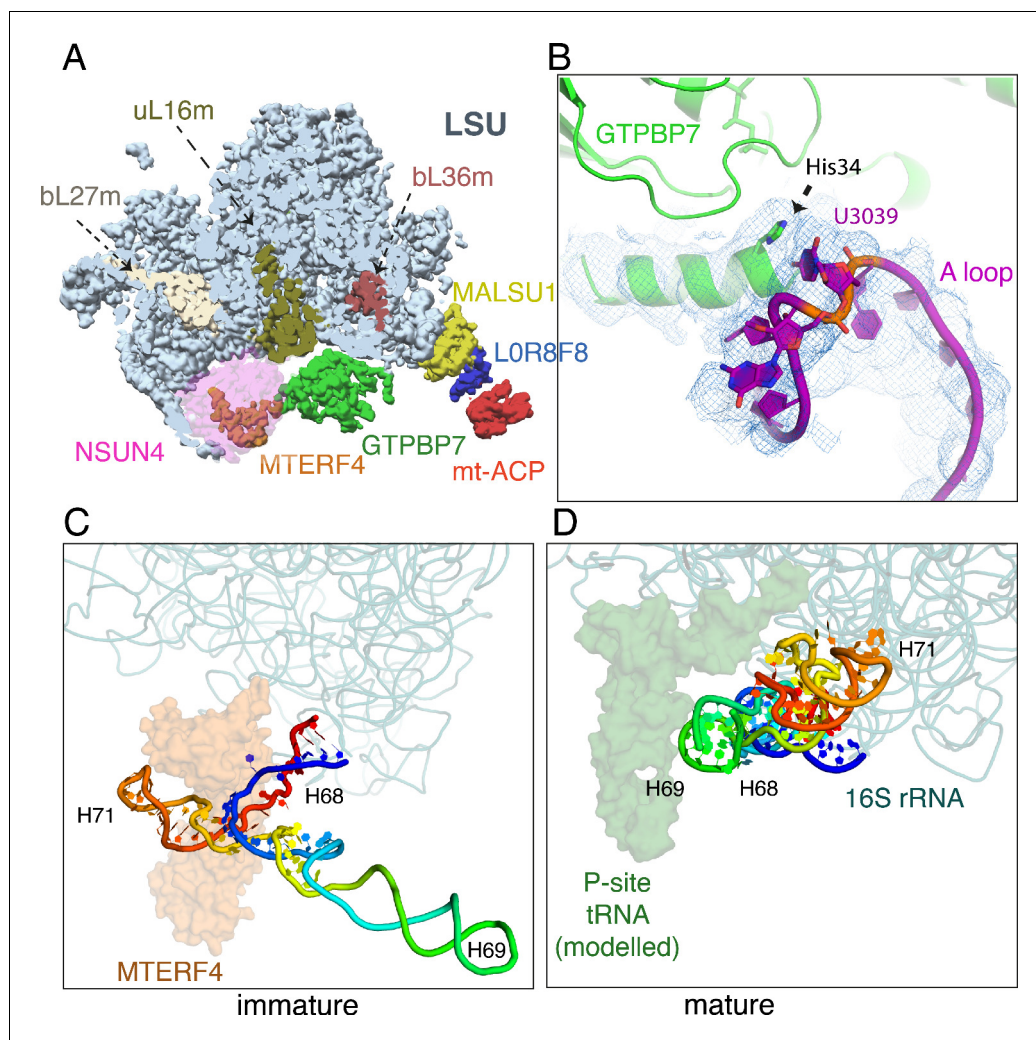 A
uL16m
LSU
bL27m
bL36m
MALSU1
L0R8F8
NSUN4
MTERF4
GTPBP7
mt-ACP
B
GTPBP7
His34
U3039
A loop
C
H71
H68
H69
MTERF4
immature
D
H71
H69
H68
16S rRNA
P-site
tRNA
(modelled)
mature